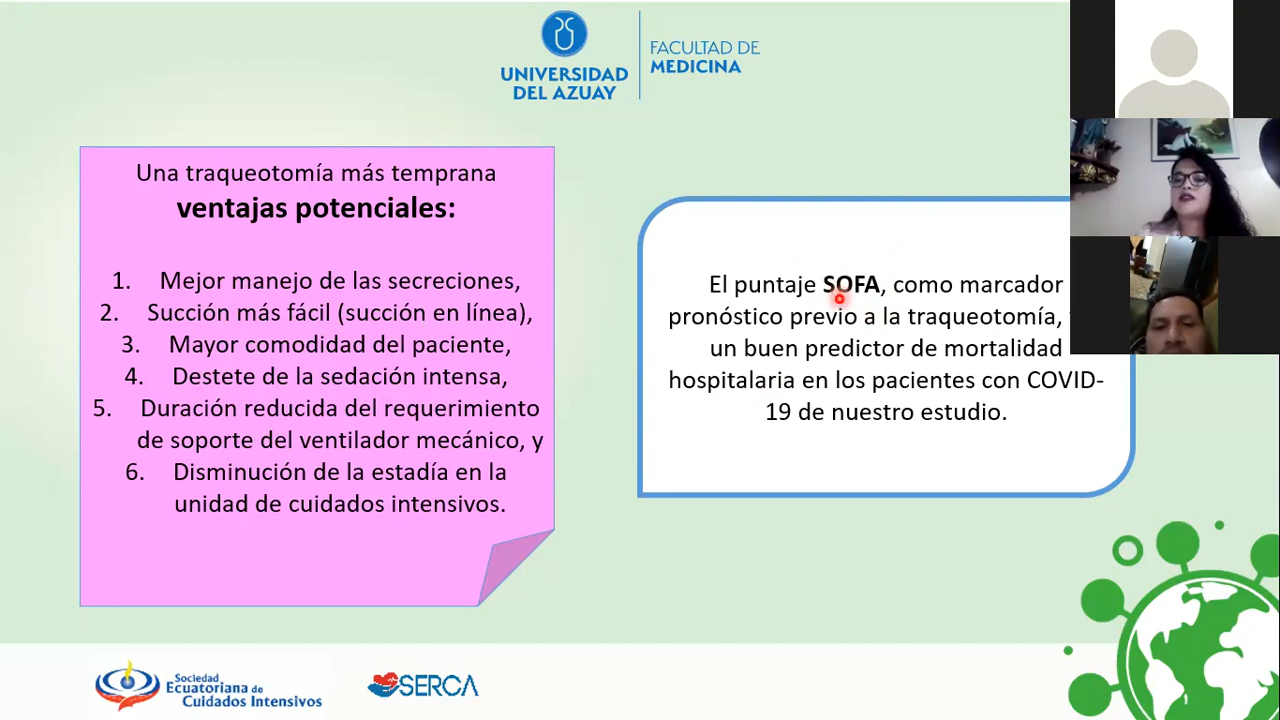 UNIVERSIDAD
DEL AZUAY
FACULTAD DE
MEDICINA
Una traqueotomía más temprana
ventajas potenciales:
1. Mejor manejo de las secreciones,
2. Succión más fácil (succión en línea),
3. Mayor comodidad del paciente,
4. Destete de la sedación intensa,
5. Duración reducida del requerimiento
de soporte del ventilador mecánico, y
6. Disminución de la estadía en la
unidad de cuidados intensivos.
El puntaje SOFA, como marcador
pronóstico previo a la traqueotomía,
un buen predictor de mortalidad
hospitalaria en los pacientes con COVID-
19 de nuestro estudio.
Sociedad
Ecuatoriana de
Cuidados Intensivos
SERCA